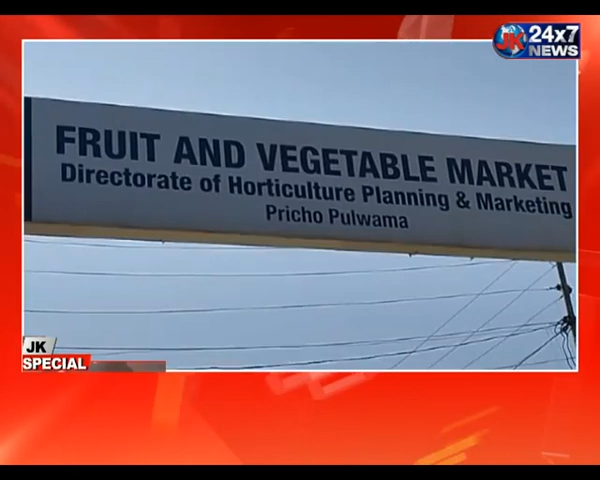 JK 24x7
NEWS
FRUIT AND VEGETABLE MARKET
Directorate of Horticulture Planning & Marketing
Pricho Pulwama
JK
SPECIAL